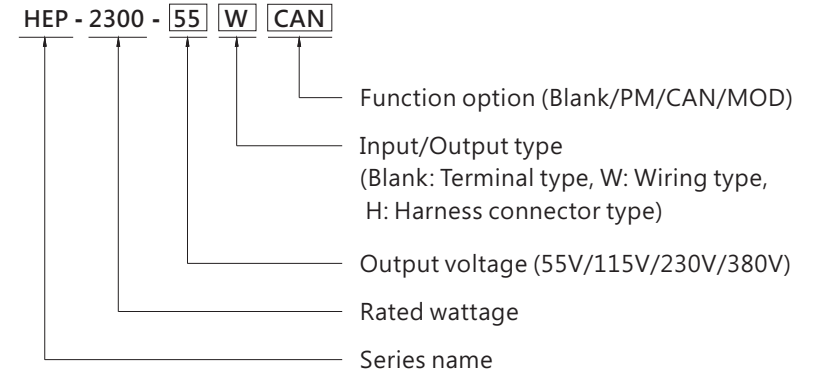 HEP - 2300 - 55 W CAN
Function option (Blank/PM/CAN/MOD)
Input/Output type
(Blank: Terminal type, W: Wiring type,
H: Harness connector type)
Output voltage (55V/115V/230V/380V)
Rated wattage
Series name